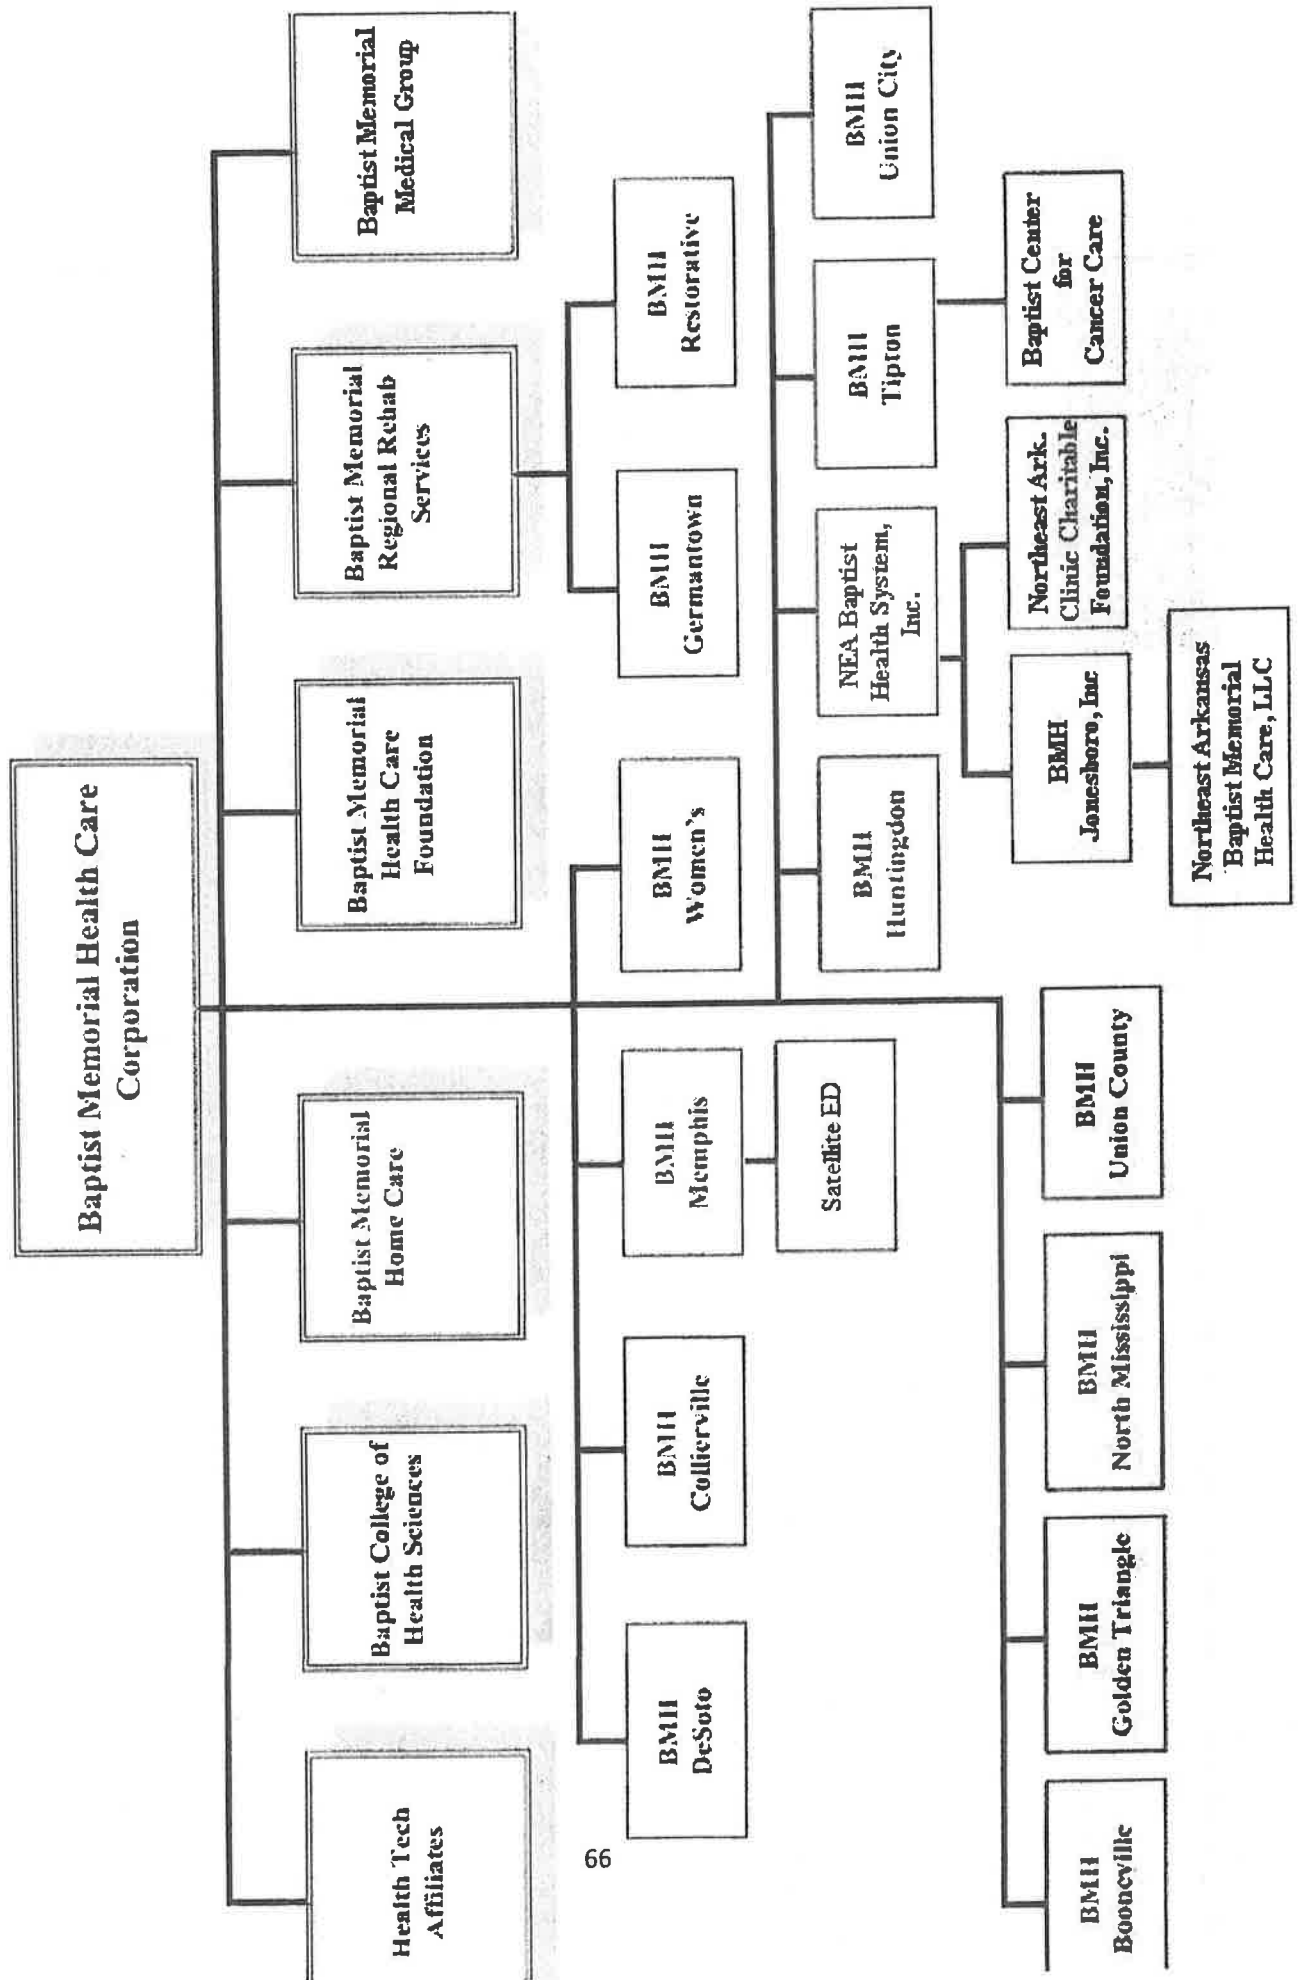 Baptist Memorial Health Care
Corporation
Health Tech
Affiliates
Baptist College of
Health Sciences
Baptist Memorial
Home Care
Baptist Memorial
Health Care
Foundation
Baptist Memorial
Regional Rehab
Services
Baptist Memorial
Medical Group
BMH
DeSoto
BMH
Collierville
BMH
Memphis
BMH
Women's
BMH
Germantown
BMH
Restorative
Satellite ED
BMH
Huntingdon
NEA Baptist
Health System,
Inc.
BMH
Tipton
BMH
Union City
BMH
Jonesboro, Inc
Northeast Ark.
Clinic Charitable
Foundation, Inc.
Baptist Center
for
Cancer Care
Northeast Arkansas
Baptist Memorial
Health Care, LLC
BMH
Booneville
BMH
Golden Triangle
BMH
North Mississippi
BMH
Union County
66